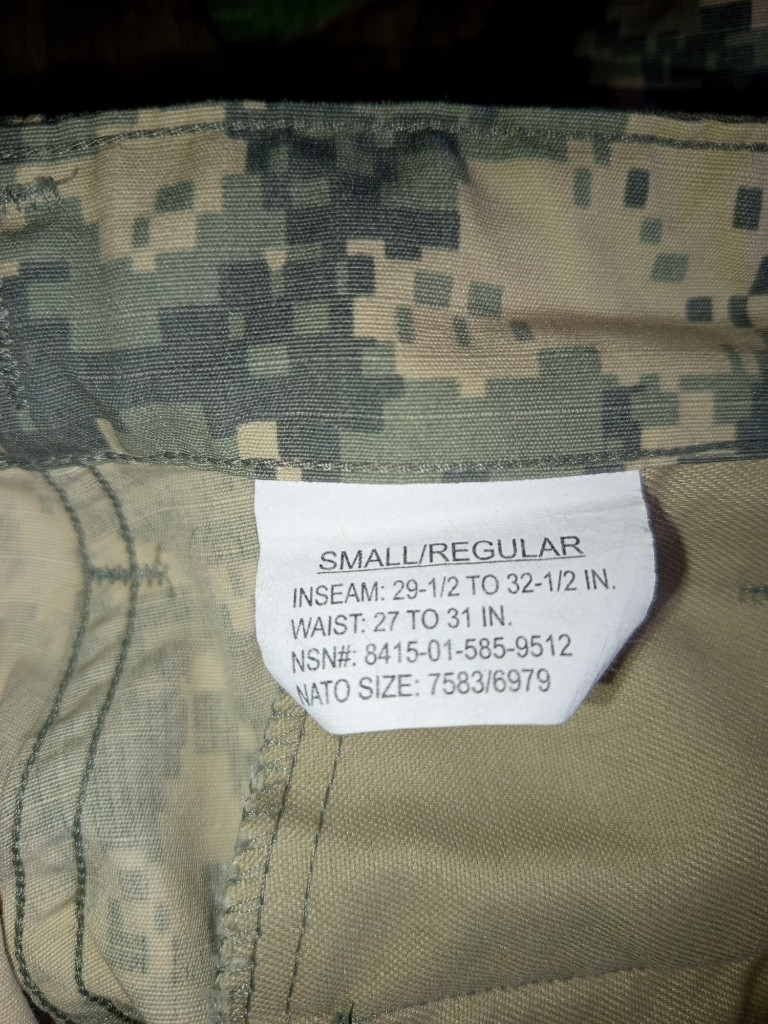 SMALL/REGULAR
INSEAM: 29-1/2 TO 32-1/2 IN.
WAIST: 27 TO 31 IN.
NSN#: 8415-01-585-9512
NATO SIZE: 7583/6979